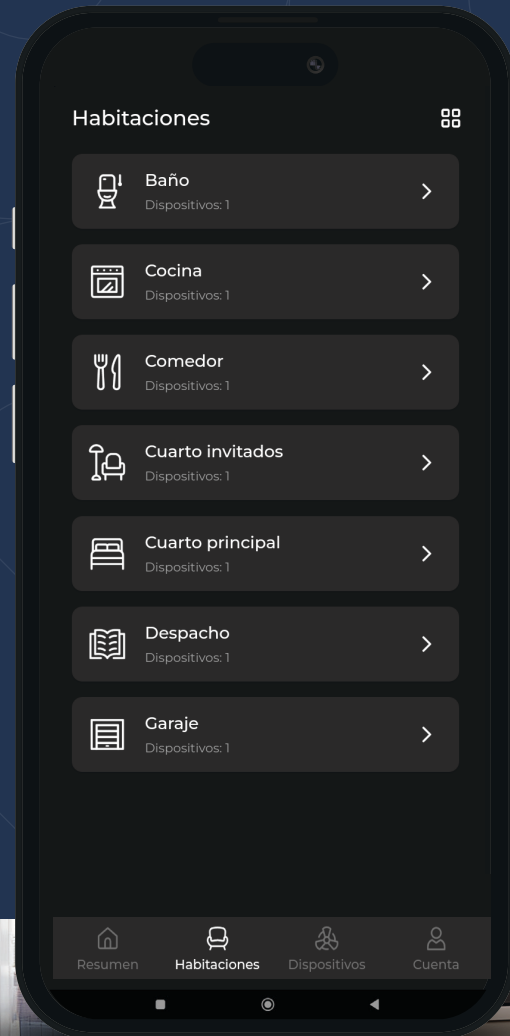 Habitaciones
Baño
Dispositivos: 1
Cocina
Dispositivos: 1
Comedor
Dispositivos: 1
Cuarto invitados
Dispositivos: 1
Cuarto principal
Dispositivos: 1
Despacho
Dispositivos: 1
Garaje
Dispositivos: 1
Resumen Habitaciones Dispositivos Cuenta